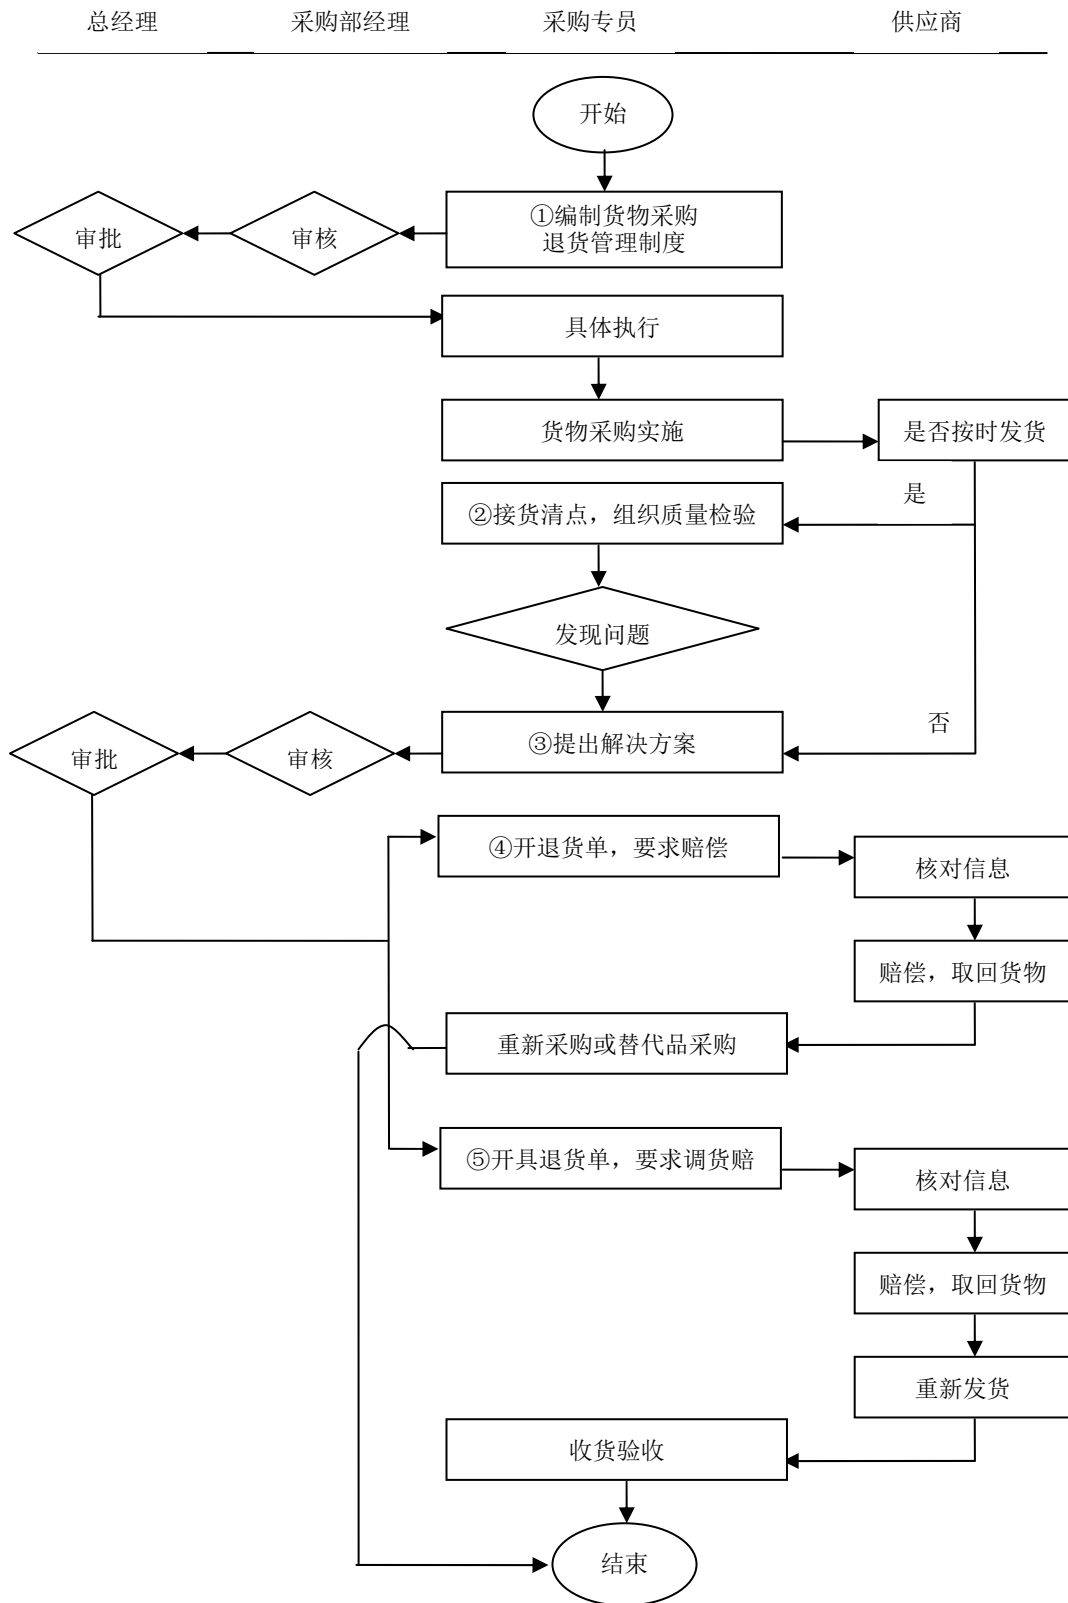 总经理
采购部经理
采购专员
供应商
开始
①编制货物采购
退货管理制度
审核
审批
具体执行
货物采购实施
是否按时发货
是
②接货清点，组织质量检验
发现问题
否
③提出解决方案
审核
审批
④开退货单，要求赔偿
核对信息
赔偿，取回货物
重新采购或替代品采购
⑤开具退货单，要求调货赔
核对信息
赔偿，取回货物
重新发货
收货验收
结束